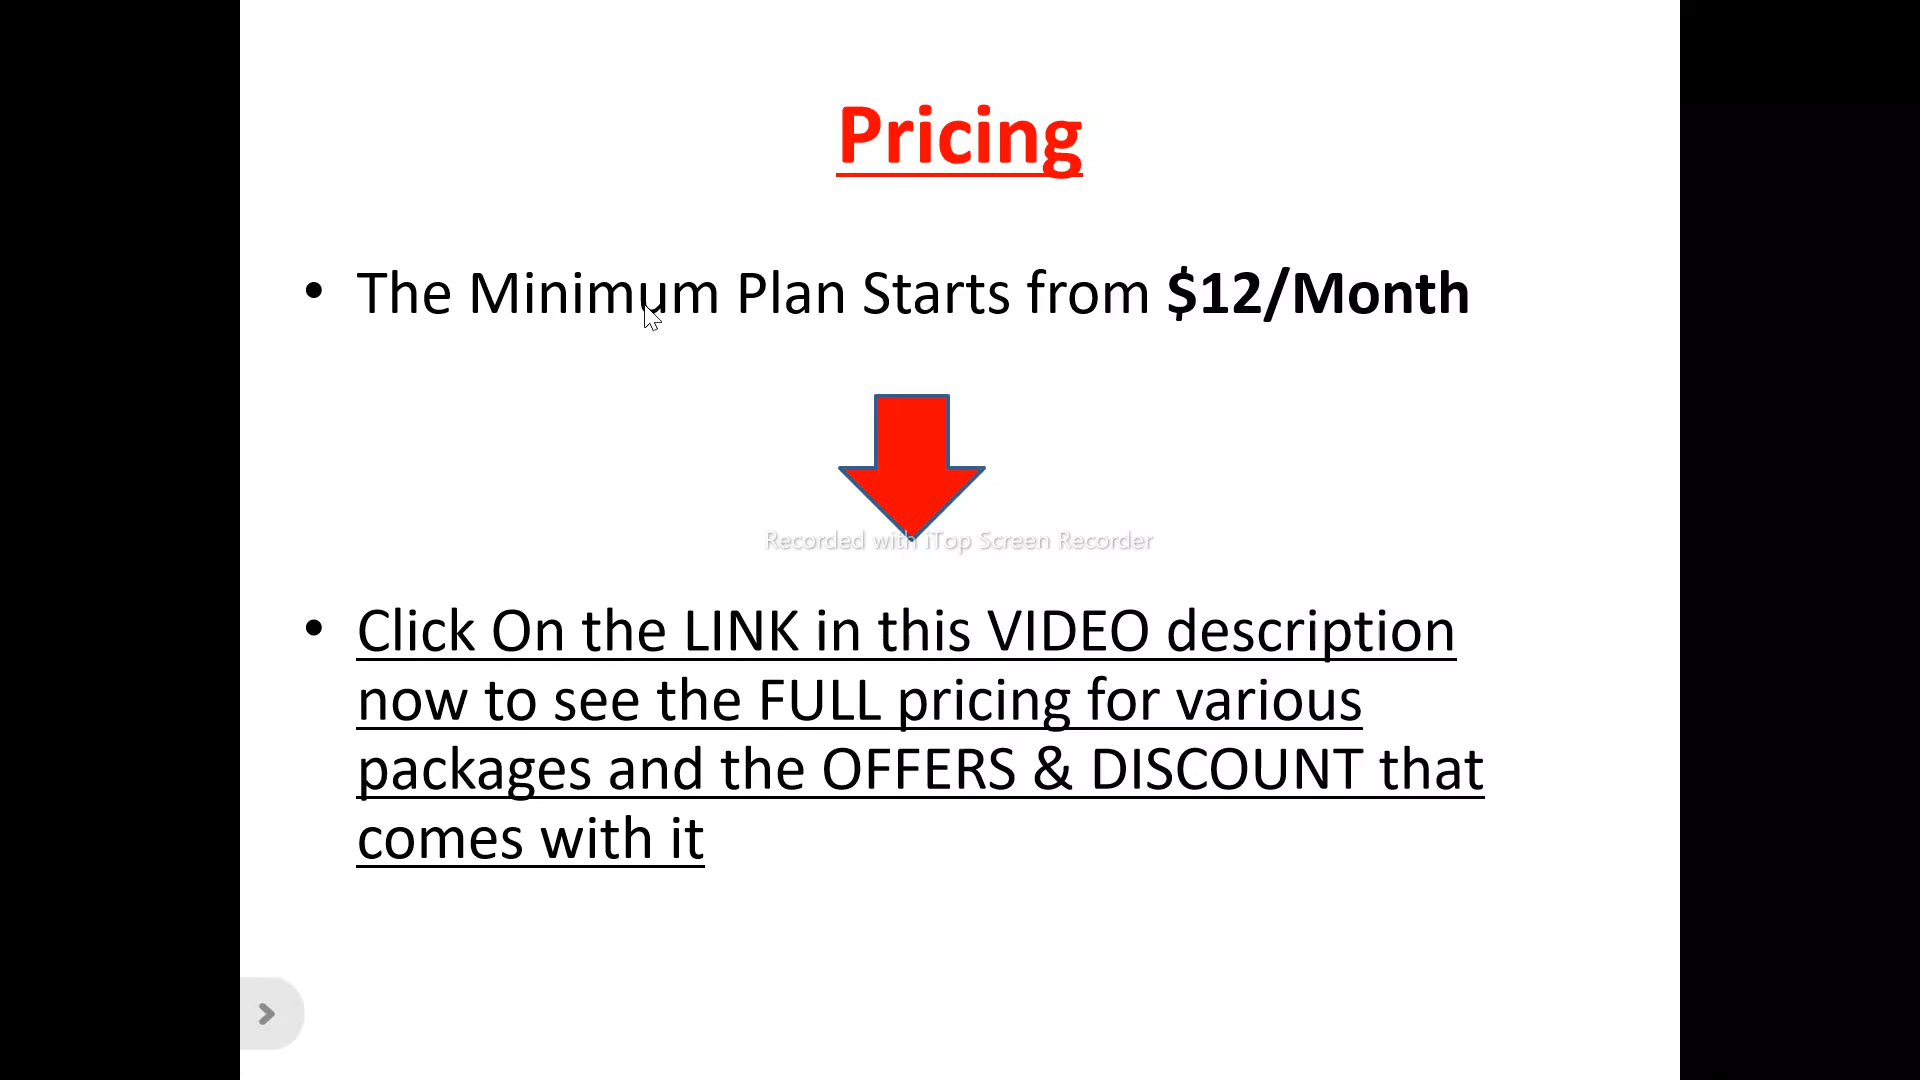 Pricing
• The Minimum Plan Starts from $12/Month
Recorded with iTop Screen Recorder
• Click On the LINK in this VIDEO description
now to see the FULL pricing for various
packages and the OFFERS & DISCOUNT that
comes with it